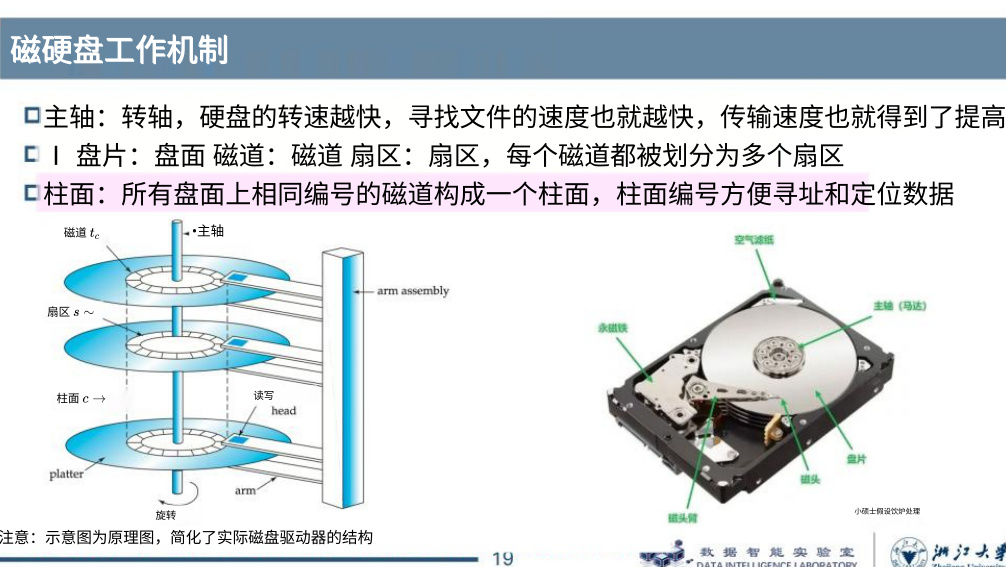 磁硬盘工作机制
主轴：转轴，硬盘的转速越快，寻找文件的速度也就越快，传输速度也就得到了提高
丨 盘片：盘面 磁道：磁道 扇区：扇区，每个磁道都被划分为多个扇区
柱面：所有盘面上相同编号的磁道构成一个柱面，柱面编号方便寻址和定位数据
磁道 t_c
•主轴
arm assembly
扇区 s ~
柱面 c →
读写
head
platter
arm
旋转
空气滤纸
主轴（马达）
永磁铁
盘片
磁头
磁头臂
小硕士假设饮炉处理
注意：示意图为原理图，简化了实际磁盘驱动器的结构
19
数据智能实验室
DATA INTELLIGENCE LABORATORY
浙江大学
Zhejiang Univer